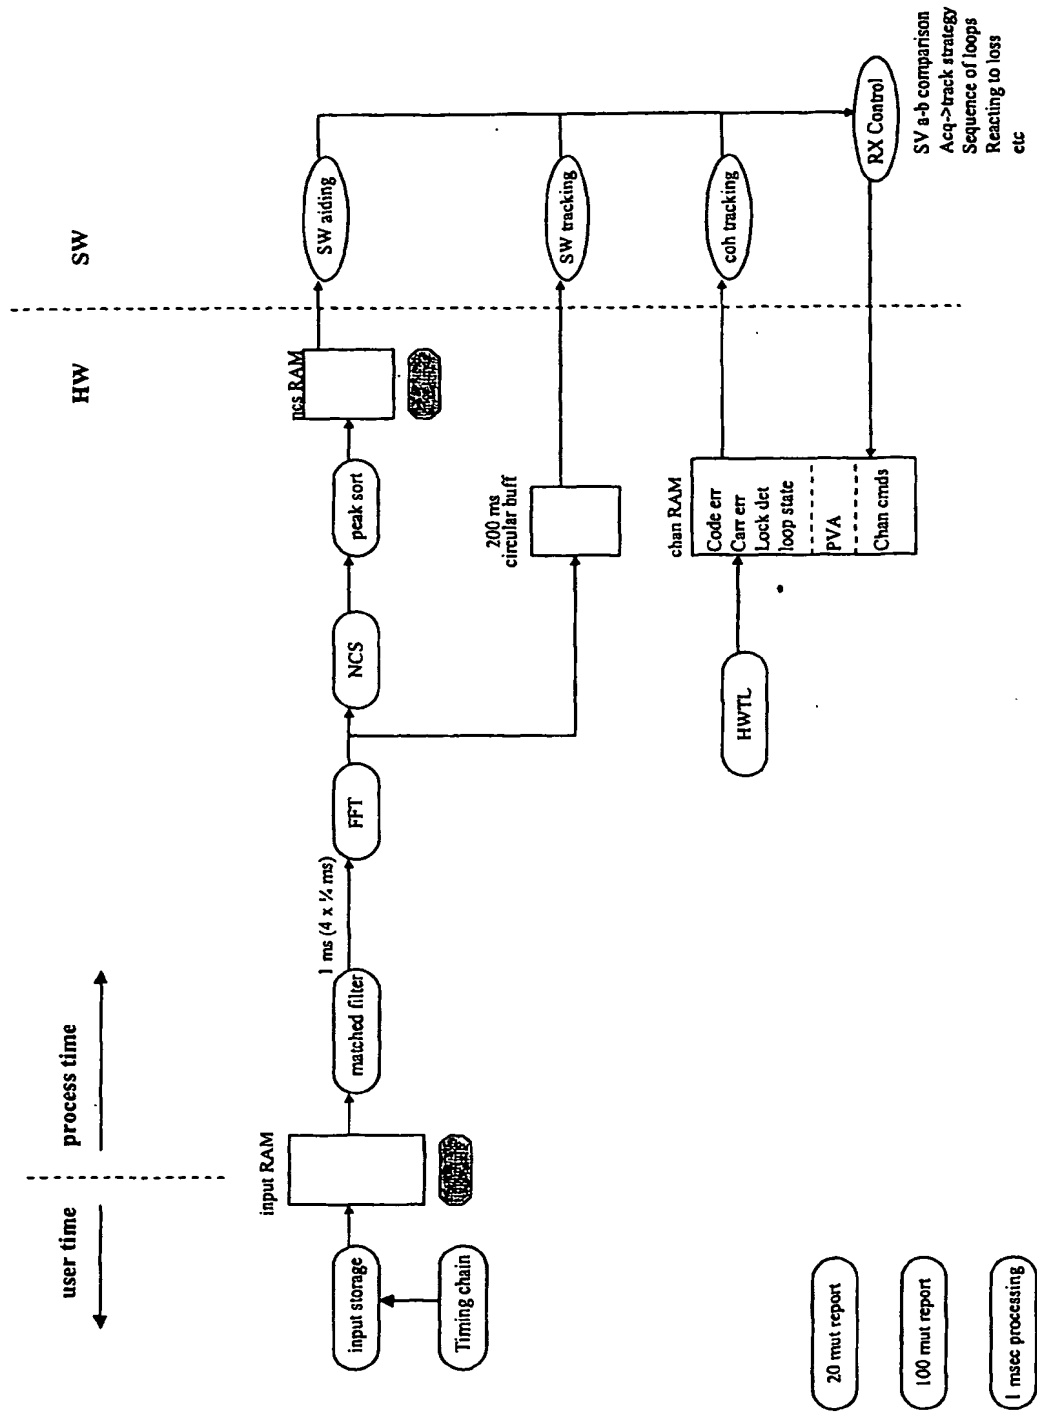 user time
process time
HW
SW
input storage
Timing chain
input RAM
matched filter
1 ms (4 x ¼ ms)
FFT
NCS
peak sort
ncs RAM
SW aiding
200 ms
circular buff
SW tracking
HWTL
chan RAM
Code err
Carr err
Lock det
loop state
PVA
Chan cmds
coh tracking
RX Control
SV a-b comparison
Acq->track strategy
Sequence of loops
Reacting to loss
etc
20 mut report
100 mut report
1 msec processing